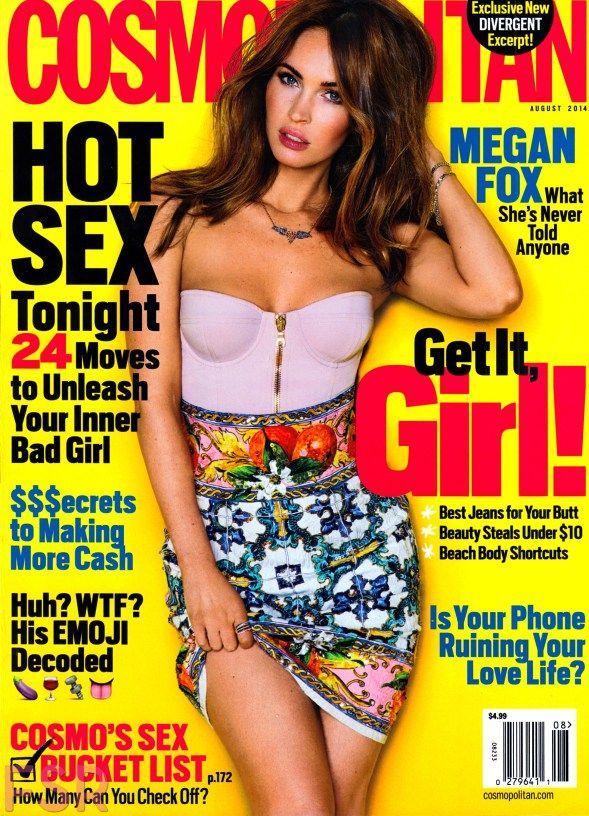 COSMOPOLITAN
Exclusive New
DIVERGENT
Excerpt!
AUGUST 2014
HOT
SEX
Tonight
24 Moves
to Unleash
Your Inner
Bad Girl
MEGAN
FOX What
She's Never
Told
Anyone
Get It,
Girl!
Best Jeans for Your Butt
Beauty Steals Under $10
Beach Body Shortcuts
$$$ecrets
to Making
More Cash
Huh? WTF?
His EMOJI
Decoded
Is Your Phone
Ruining Your
Love Life?
COSMO'S SEX
BUCKET LIST p.172
How Many Can You Check Off?
$4.99
08>
08233
0 279641 1
cosmopolitan.com
PSR